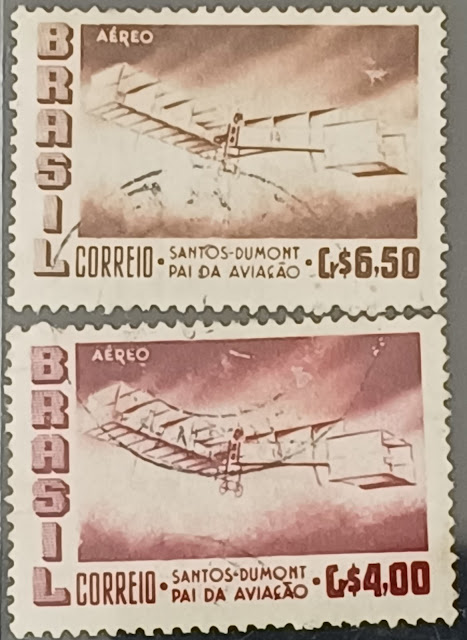 BRASIL
AÉREO
CORREIO • SANTOS-DUMONT
PAI DA AVIAÇÃO • Cr$6,50
BRASIL
AÉREO
CORREIO • SANTOS-DUMONT
PAI DA AVIAÇÃO • Cr$4,00